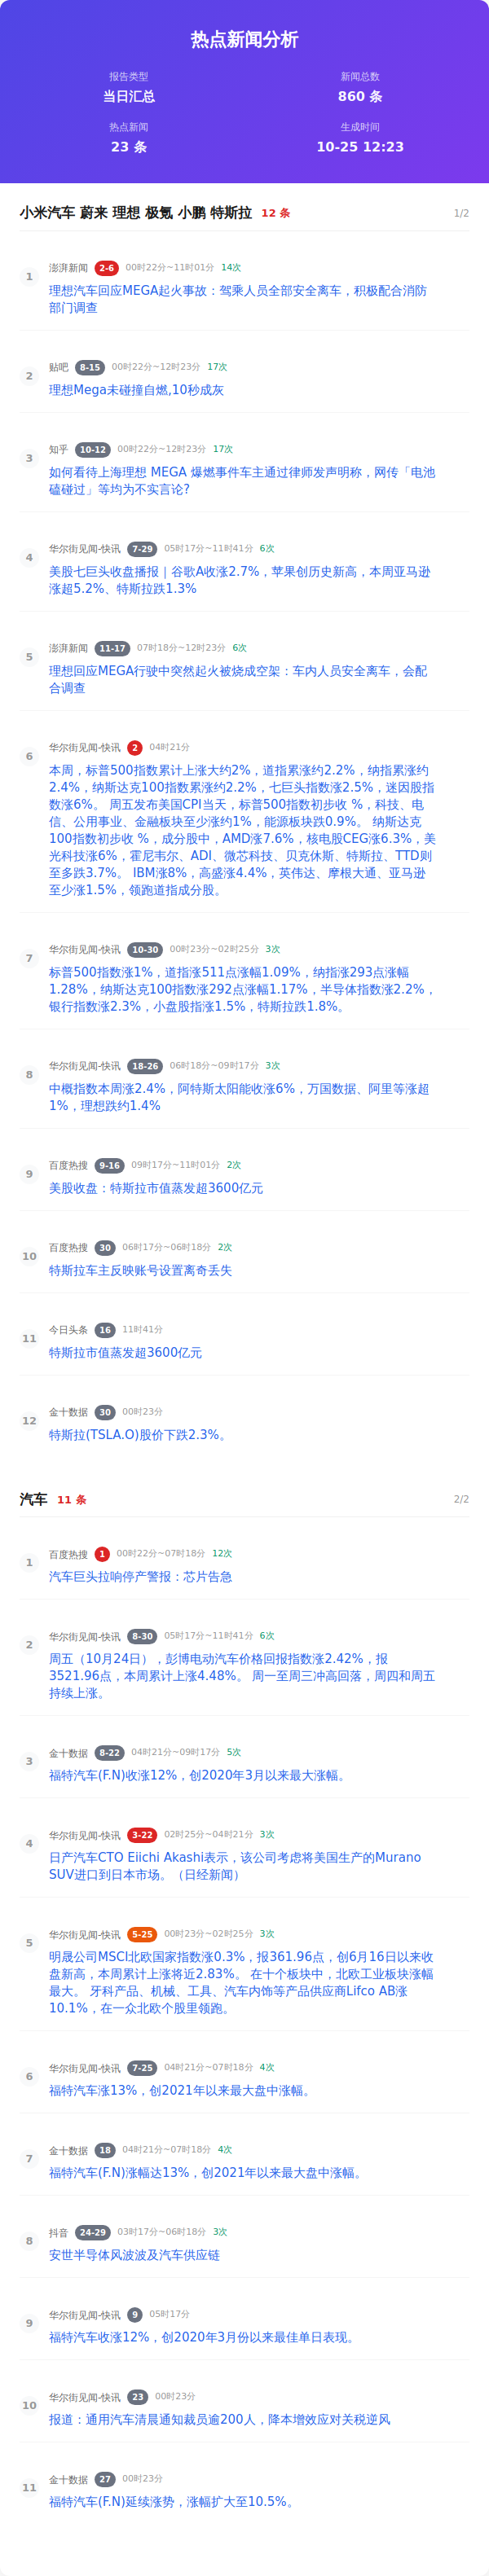 热点新闻分析
报告类型
当日汇总
新闻总数
860 条
热点新闻
23 条
生成时间
10-25 12:23
小米汽车 蔚来 理想 极氪 小鹏 特斯拉 12 条 1/2
1 澎湃新闻 2-6 00时22分~11时01分 14次
理想汽车回应MEGA起火事故：驾乘人员全部安全离车，积极配合消防
部门调查
2 贴吧 8-15 00时22分~12时23分 17次
理想Mega未碰撞自燃,10秒成灰
3 知乎 10-12 00时22分~12时23分 17次
如何看待上海理想 MEGA 爆燃事件车主通过律师发声明称，网传「电池
磕碰过」等均为不实言论?
4 华尔街见闻-快讯 7-29 05时17分~11时41分 6次
美股七巨头收盘播报｜谷歌A收涨2.7%，苹果创历史新高，本周亚马逊
涨超5.2%、特斯拉跌1.3%
5 澎湃新闻 11-17 07时18分~12时23分 6次
理想回应MEGA行驶中突然起火被烧成空架：车内人员安全离车，会配
合调查
6 华尔街见闻-快讯 2 04时21分
本周，标普500指数累计上涨大约2%，道指累涨约2.2%，纳指累涨约
2.4%，纳斯达克100指数累涨约2.2%，七巨头指数涨2.5%，迷因股指
数涨6%。 周五发布美国CPI当天，标普500指数初步收 %，科技、电
信、公用事业、金融板块至少涨约1%，能源板块跌0.9%。 纳斯达克
100指数初步收 %，成分股中，AMD涨7.6%，核电股CEG涨6.3%，美
光科技涨6%，霍尼韦尔、ADI、微芯科技、贝克休斯、特斯拉、TTD则
至多跌3.7%。 IBM涨8%，高盛涨4.4%，英伟达、摩根大通、亚马逊
至少涨1.5%，领跑道指成分股。
7 华尔街见闻-快讯 10-30 00时23分~02时25分 3次
标普500指数涨1%，道指涨511点涨幅1.09%，纳指涨293点涨幅
1.28%，纳斯达克100指数涨292点涨幅1.17%，半导体指数涨2.2%，
银行指数涨2.3%，小盘股指涨1.5%，特斯拉跌1.8%。
8 华尔街见闻-快讯 18-26 06时18分~09时17分 3次
中概指数本周涨2.4%，阿特斯太阳能收涨6%，万国数据、阿里等涨超
1%，理想跌约1.4%
9 百度热搜 9-16 09时17分~11时01分 2次
美股收盘：特斯拉市值蒸发超3600亿元
10 百度热搜 30 06时17分~06时18分 2次
特斯拉车主反映账号设置离奇丢失
11 今日头条 16 11时41分
特斯拉市值蒸发超3600亿元
12 金十数据 30 00时23分
特斯拉(TSLA.O)股价下跌2.3%。
汽车 11 条 2/2
1 百度热搜 1 00时22分~07时18分 12次
汽车巨头拉响停产警报：芯片告急
2 华尔街见闻-快讯 8-30 05时17分~11时41分 6次
周五（10月24日），彭博电动汽车价格回报指数涨2.42%，报
3521.96点，本周累计上涨4.48%。 周一至周三冲高回落，周四和周五
持续上涨。
3 金十数据 8-22 04时21分~09时17分 5次
福特汽车(F.N)收涨12%，创2020年3月以来最大涨幅。
4 华尔街见闻-快讯 3-22 02时25分~04时21分 3次
日产汽车CTO Eiichi Akashi表示，该公司考虑将美国生产的Murano
SUV进口到日本市场。（日经新闻）
5 华尔街见闻-快讯 5-25 00时23分~02时25分 3次
明晟公司MSCI北欧国家指数涨0.3%，报361.96点，创6月16日以来收
盘新高，本周累计上涨将近2.83%。 在十个板块中，北欧工业板块涨幅
最大。 牙科产品、机械、工具、汽车内饰等产品供应商Lifco AB涨
10.1%，在一众北欧个股里领跑。
6 华尔街见闻-快讯 7-25 04时21分~07时18分 4次
福特汽车涨13%，创2021年以来最大盘中涨幅。
7 金十数据 18 04时21分~07时18分 4次
福特汽车(F.N)涨幅达13%，创2021年以来最大盘中涨幅。
8 抖音 24-29 03时17分~06时18分 3次
安世半导体风波波及汽车供应链
9 华尔街见闻-快讯 9 05时17分
福特汽车收涨12%，创2020年3月份以来最佳单日表现。
10 华尔街见闻-快讯 23 00时23分
报道：通用汽车清晨通知裁员逾200人，降本增效应对关税逆风
11 金十数据 27 00时23分
福特汽车(F.N)延续涨势，涨幅扩大至10.5%。